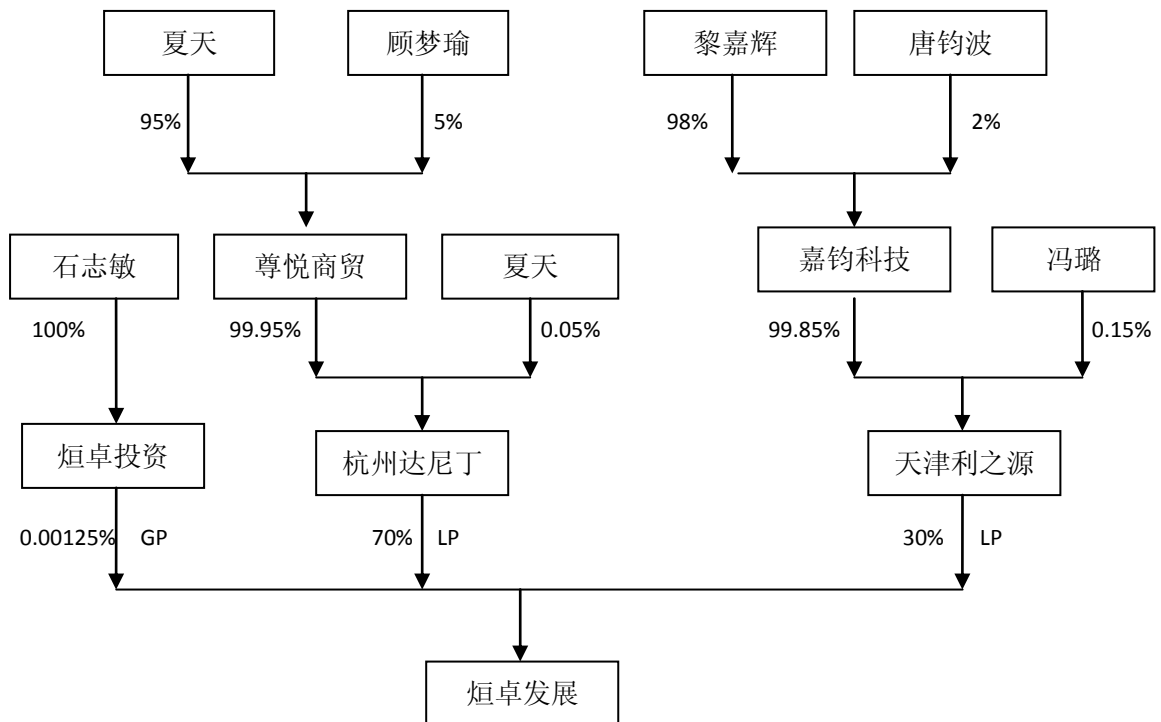 夏天
顾梦瑜
黎嘉辉
唐钧波
95%
5%
98%
2%
石志敏
尊悦商贸
夏天
嘉钧科技
冯璐
100%
99.95%
0.05%
99.85%
0.15%
烜卓投资
杭州达尼丁
天津利之源
0.00125% GP
70% LP
30% LP
烜卓发展